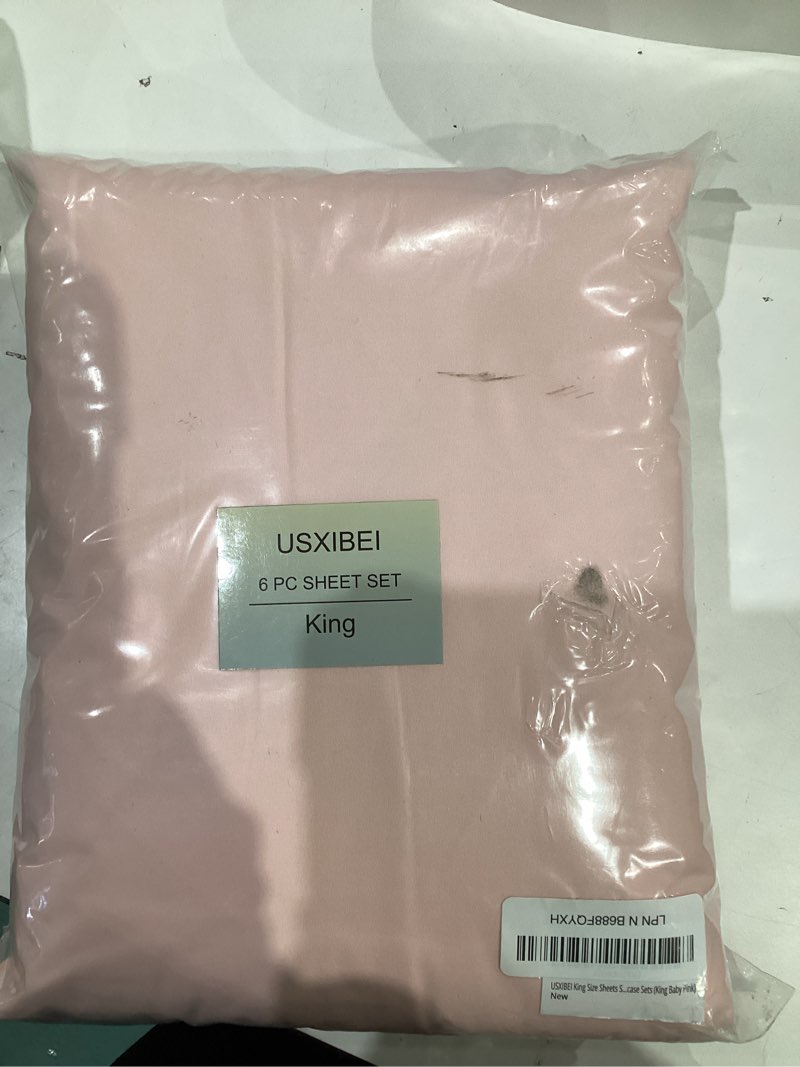 USXIBEI
6 PC SHEET SET
King
LPN N B688FQYXH
USXIBEI King Size Sheets S...case Sets (King Baby Pink)
New